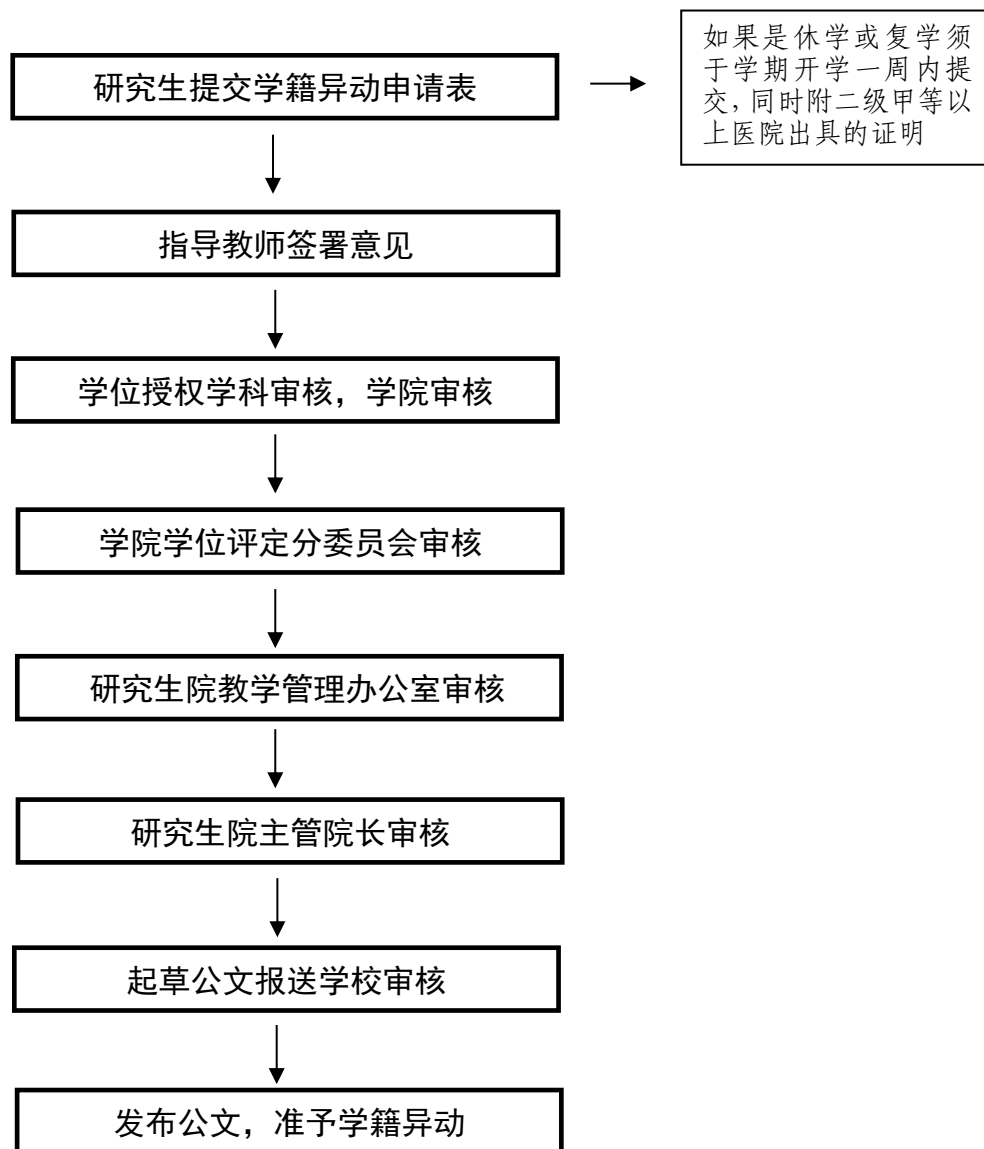 研究生提交学籍异动申请表
如果是休学或复学须
于学期开学一周内提
交，同时附二级甲等以
上医院出具的证明
指导教师签署意见
学位授权学科审核，学院审核
学院学位评定分委员会审核
研究生院教学管理办公室审核
研究生院主管院长审核
起草公文报送学校审核
发布公文，准予学籍异动